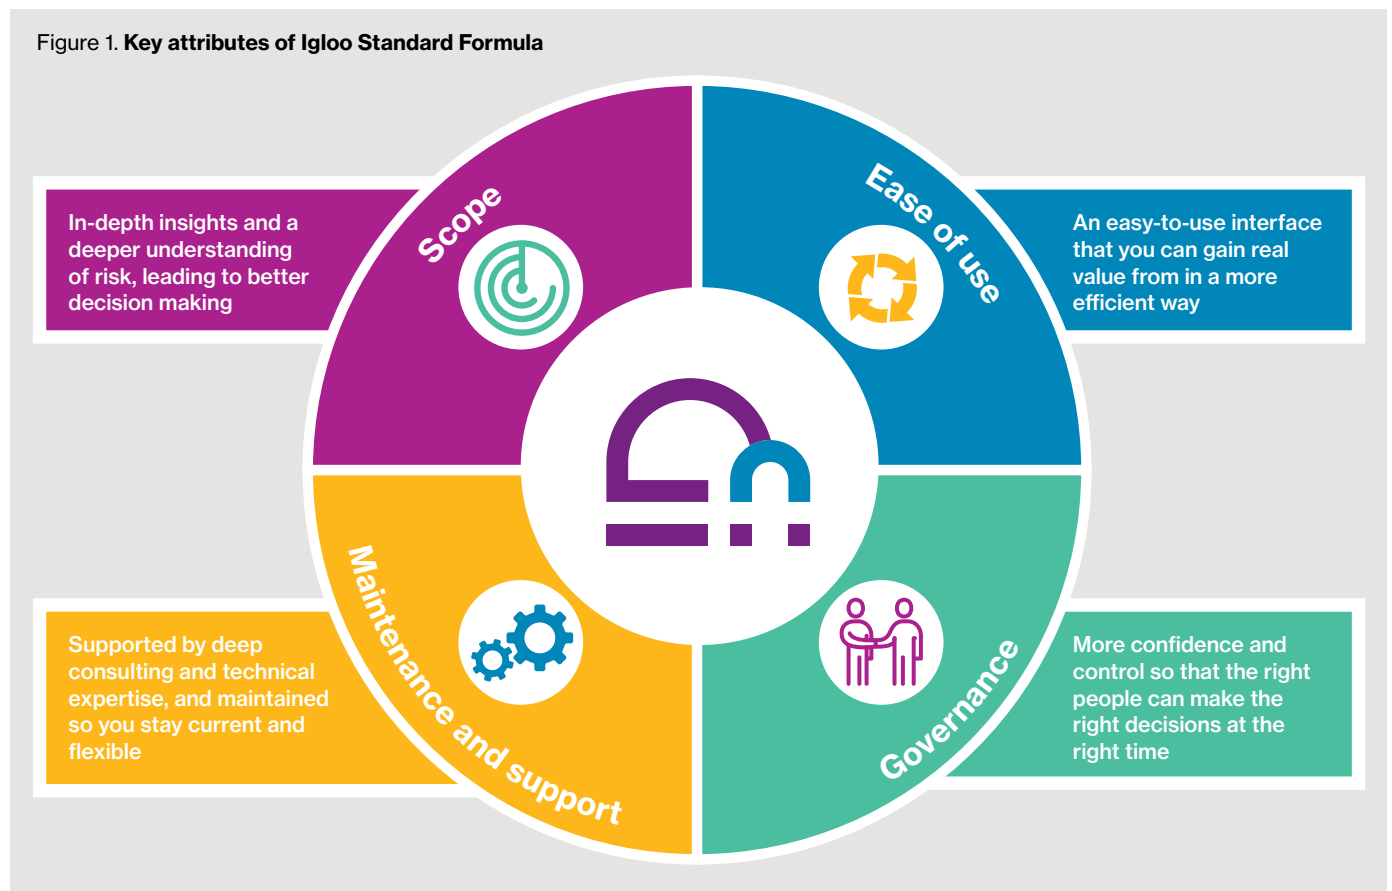 Figure 1. Key attributes of Igloo Standard Formula
Scope
In-depth insights and a
deeper understanding
of risk, leading to better
decision making
Ease of use
An easy-to-use interface
that you can gain real
value from in a more
efficient way
Maintenance and support
Supported by deep
consulting and technical
expertise, and maintained
so you stay current and
flexible
Governance
More confidence and
control so that the right
people can make the
right decisions at the
right time